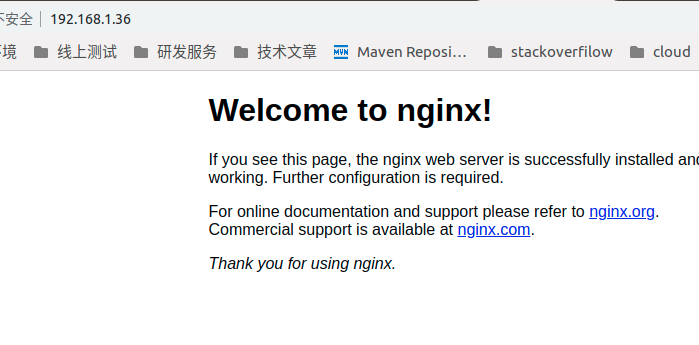 不安全 192.168.1.36
环境 线上测试 研发服务 技术文章 MVN Maven Reposi… stackoverfilow cloud
Welcome to nginx!
If you see this page, the nginx web server is successfully installed and
working. Further configuration is required.
For online documentation and support please refer to nginx.org.
Commercial support is available at nginx.com.
Thank you for using nginx.